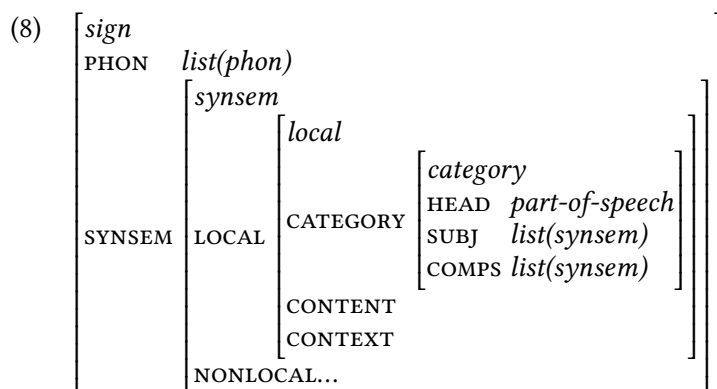 (8)
sign
PHON list(phon)
synsem
local
category
HEAD part-of-speech
CATEGORY
SUBJ list(synsem)
SYNSEM LOCAL
COMPS list(synsem)
CONTENT
CONTEXT
NONLOCAL...